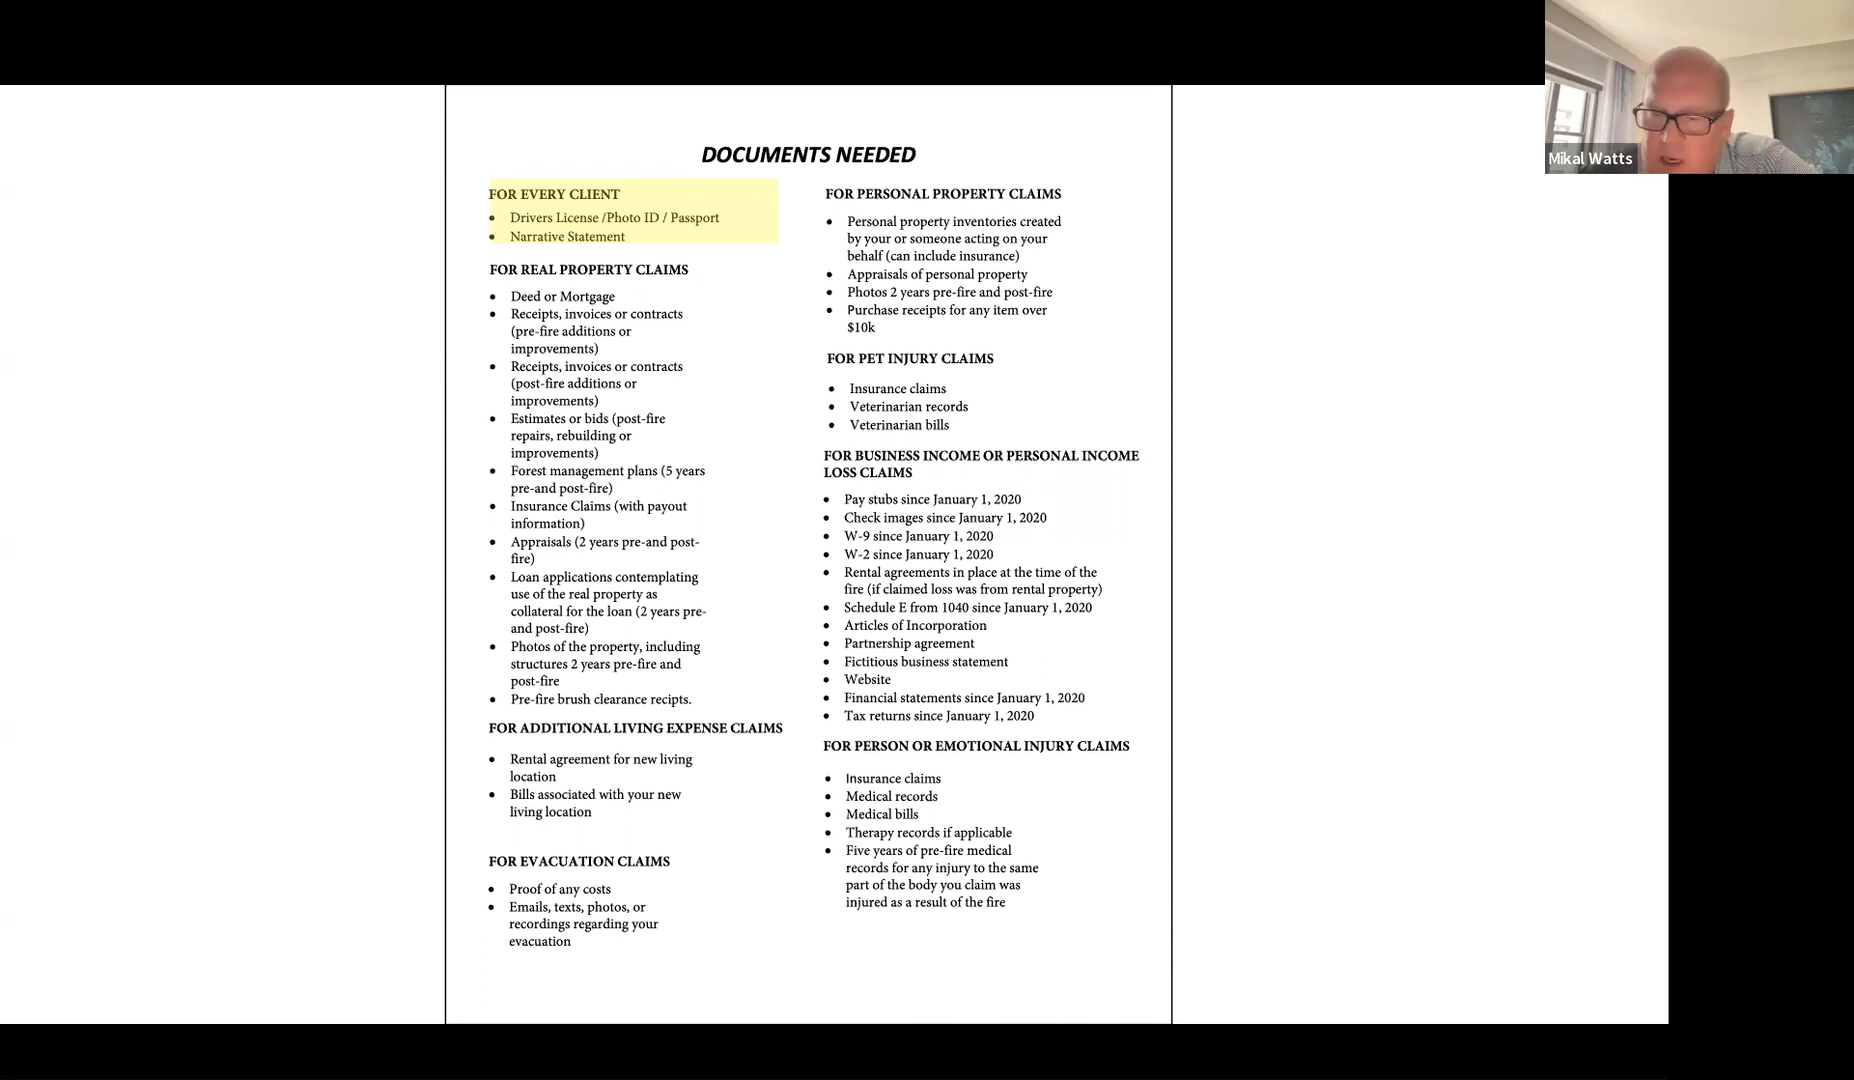 DOCUMENTS NEEDED
FOR EVERY CLIENT
• Drivers License /Photo ID / Passport
• Narrative Statement
FOR REAL PROPERTY CLAIMS
• Deed or Mortgage
• Receipts, invoices or contracts
(pre-fire additions or
improvements)
• Receipts, invoices or contracts
(post-fire additions or
improvements)
• Estimates or bids (post-fire
repairs, rebuilding or
improvements)
• Forest management plans (5 years
pre-and post-fire)
• Insurance Claims (with payout
information)
• Appraisals (2 years pre-and post-
fire)
• Loan applications contemplating
use of the real property as
collateral for the loan (2 years pre-
and post-fire)
• Photos of the property, including
structures 2 years pre-fire and
post-fire
• Pre-fire brush clearance recipts.
FOR ADDITIONAL LIVING EXPENSE CLAIMS
• Rental agreement for new living
location
• Bills associated with your new
living location
FOR EVACUATION CLAIMS
• Proof of any costs
• Emails, texts, photos, or
recordings regarding your
evacuation
FOR PERSONAL PROPERTY CLAIMS
• Personal property inventories created
by your or someone acting on your
behalf (can include insurance)
• Appraisals of personal property
• Photos 2 years pre-fire and post-fire
• Purchase receipts for any item over
$10k
FOR PET INJURY CLAIMS
• Insurance claims
• Veterinarian records
• Veterinarian bills
FOR BUSINESS INCOME OR PERSONAL INCOME
LOSS CLAIMS
• Pay stubs since January 1, 2020
• Check images since January 1, 2020
• W-9 since January 1, 2020
• W-2 since January 1, 2020
• Rental agreements in place at the time of the
fire (if claimed loss was from rental property)
• Schedule E from 1040 since January 1, 2020
• Articles of Incorporation
• Partnership agreement
• Fictitious business statement
• Website
• Financial statements since January 1, 2020
• Tax returns since January 1, 2020
FOR PERSON OR EMOTIONAL INJURY CLAIMS
• Insurance claims
• Medical records
• Medical bills
• Therapy records if applicable
• Five years of pre-fire medical
records for any injury to the same
part of the body you claim was
injured as a result of the fire
Mikal Watts